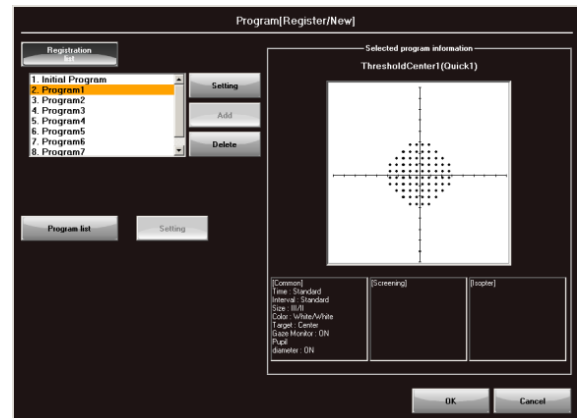 Program[Register/New]
Registration
list
1. Initial Program
2. Program1
3. Program2
4. Program3
5. Program4
6. Program5
7. Program6
8. Program7
Setting
Add
Delete
Program list
Setting
Selected program information
ThresholdCenter1(Quick1)
[Common]
Time : Standard
Interval : Standard
Size : III/II
Color : White/White
Target : Center
Gaze Monitor : ON
Pupil
diameter : ON
[Screening]
[Isopter]
OK
Cancel